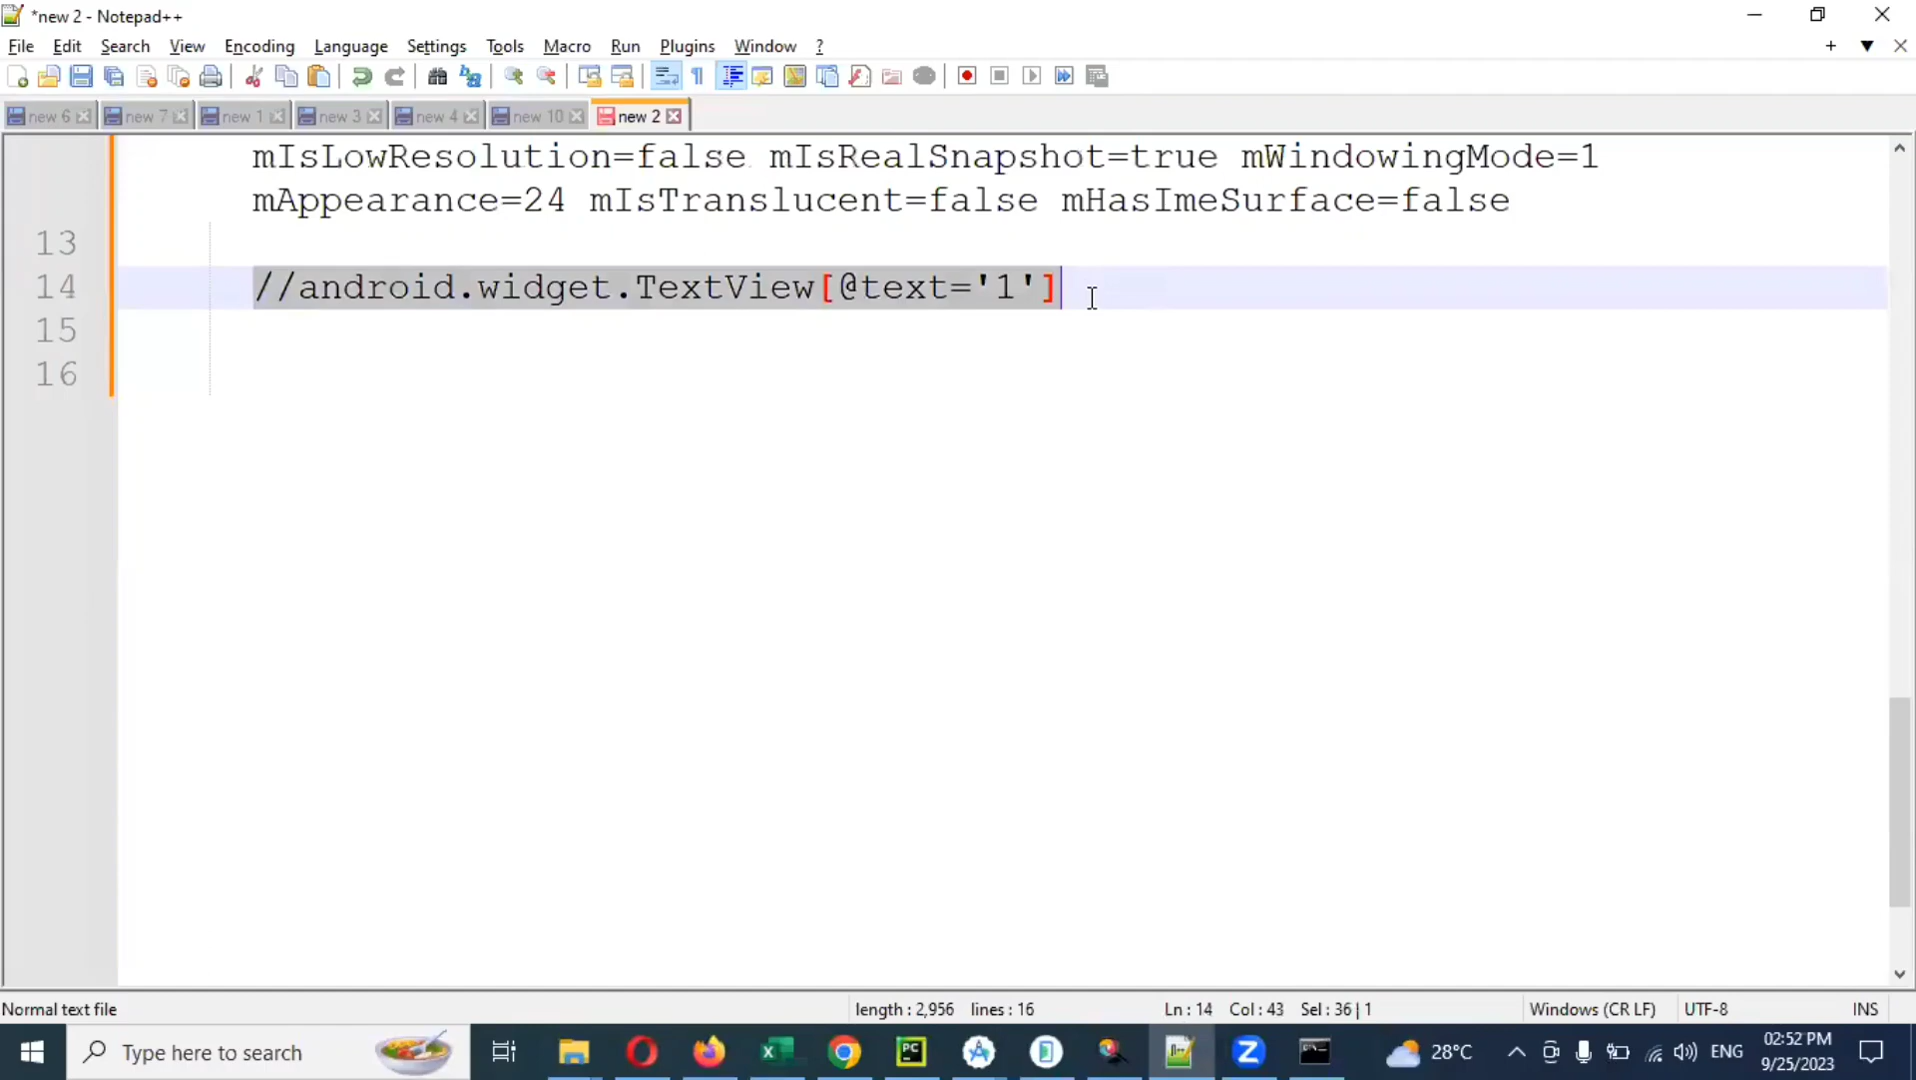 *new 2 - Notepad++
File Edit Search View Encoding Language Settings Tools Macro Run Plugins Window ?
new 6 new 7 new 1 new 3 new 4 new 10 new 2
mIsLowResolution=false mIsRealSnapshot=true mWindowingMode=1
mAppearance=24 mIsTranslucent=false mHasImeSurface=false
13
14 //android.widget.TextView[@text='1']
15
16
Normal text file length : 2,956 lines : 16 Ln : 14 Col : 43 Sel : 36 | 1 Windows (CR LF) UTF-8 INS
Type here to search 28°C ENG 02:52 PM
9/25/2023